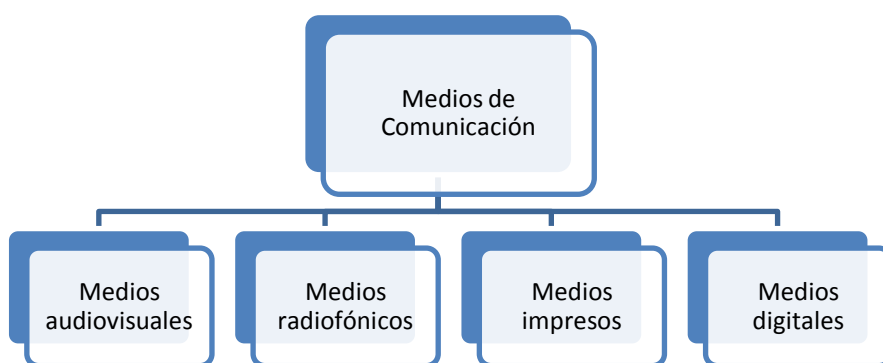 Medios de
Comunicación
Medios
audiovisuales
Medios
radiofónicos
Medios
impresos
Medios
digitales